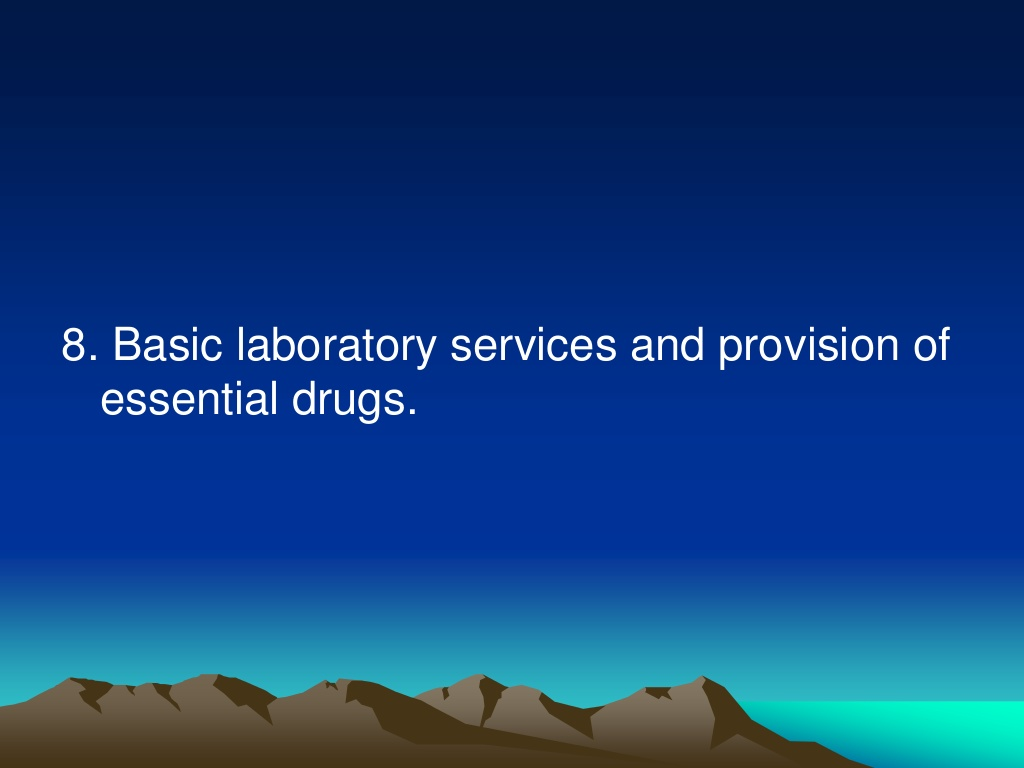 8. Basic laboratory services and provision of
essential drugs.